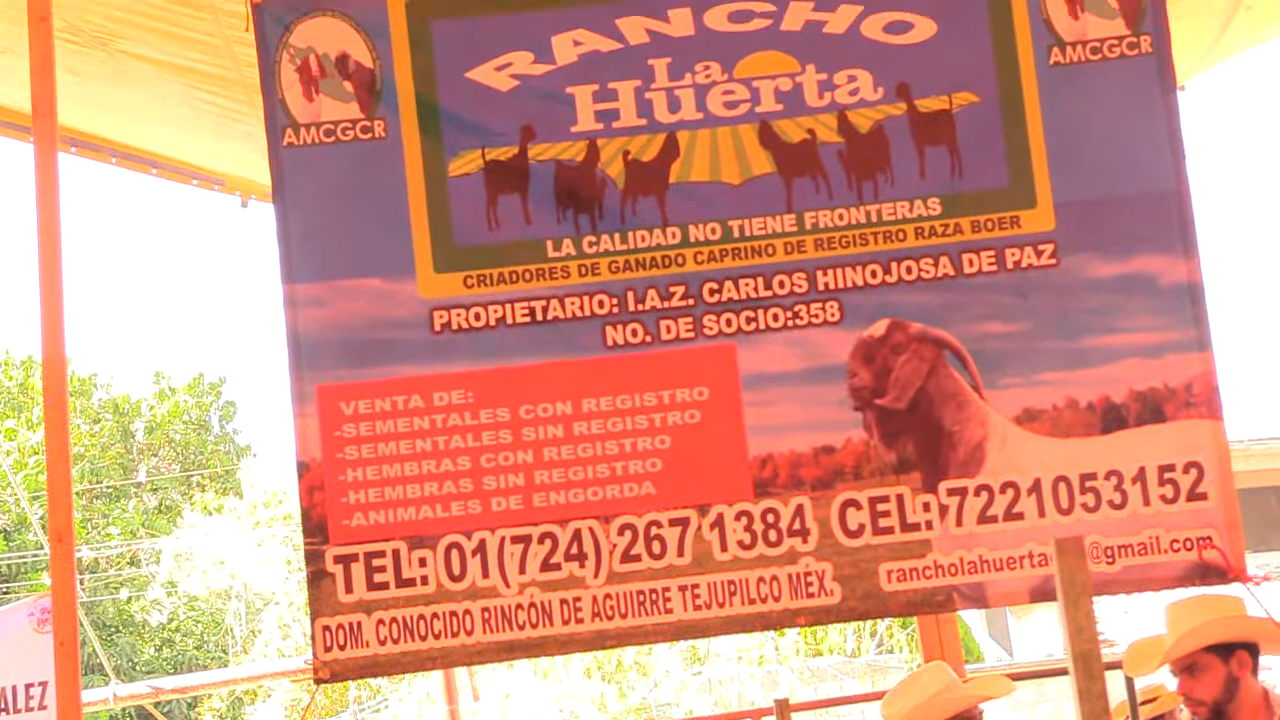 RANCHO
La
Huerta
AMCGCR
AMCGCR
LA CALIDAD NO TIENE FRONTERAS
CRIADORES DE GANADO CAPRINO DE REGISTRO RAZA BOER
PROPIETARIO: I.A.Z. CARLOS HINOJOSA DE PAZ
NO. DE SOCIO:358
VENTA DE:
-SEMENTALES CON REGISTRO
-SEMENTALES SIN REGISTRO
-HEMBRAS CON REGISTRO
-HEMBRAS SIN REGISTRO
-ANIMALES DE ENGORDA
TEL: 01(724) 267 1384 CEL: 7221053152
@gmail.com
DOM. CONOCIDO RINCÓN DE AGUIRRE TEJUPILCO MÉX.